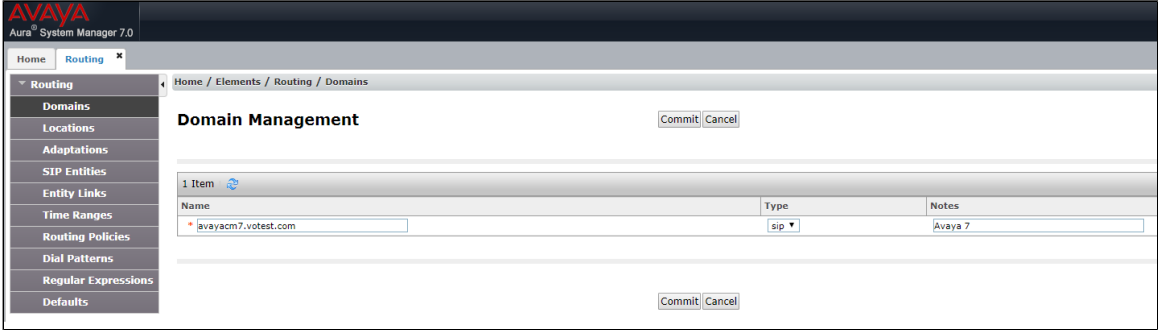 AVAYA
Aura® System Manager 7.0
Home Routing ×
Routing
Domains
Locations
Adaptations
SIP Entities
Entity Links
Time Ranges
Routing Policies
Dial Patterns
Regular Expressions
Defaults
Home / Elements / Routing / Domains
Domain Management
Commit Cancel
1 Item
Name Type Notes
* avayacm7.votest.com sip Avaya 7
Commit Cancel